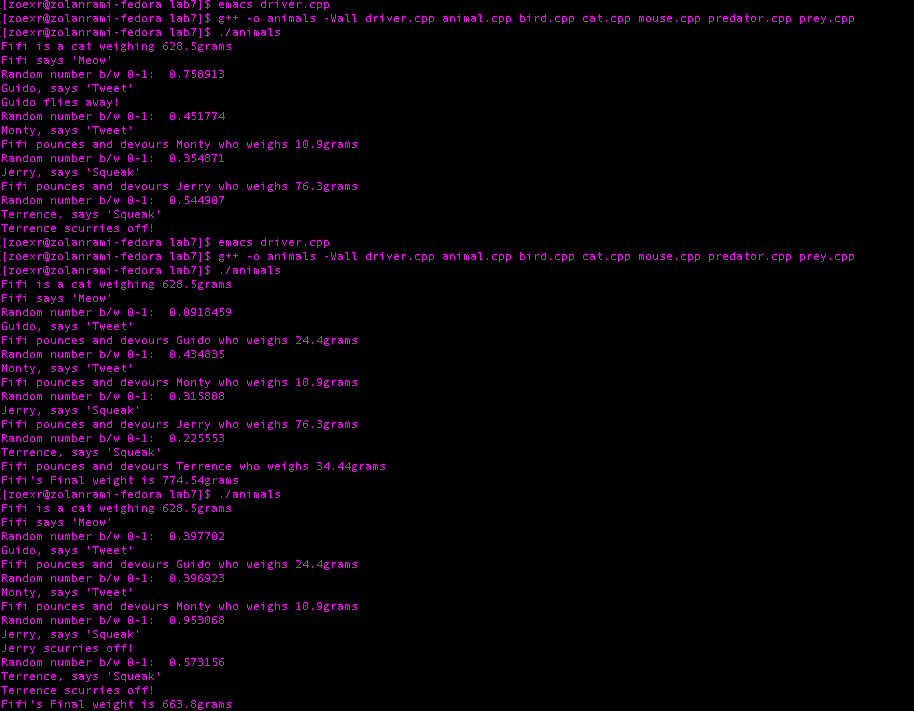 [[zoexr@zolanrami-fedora lab7]$ emacs driver.cpp
[[zoexr@zolanrami-fedora lab7]$ g++ -o animals -Wall driver.cpp animal.cpp bird.cpp cat.cpp mouse.cpp predator.cpp prey.cpp
[[zoexr@zolanrami-fedora lab7]$ ./animals
Fifi is a cat weighing 628.5grams
Fifi says 'Meow'
Random number b/w 0-1:  0.758913
Guido, says 'Tweet'
Guido flies away!
Random number b/w 0-1:  0.451774
Monty, says 'Tweet'
Fifi pounces and devours Monty who weighs 10.9grams
Random number b/w 0-1:  0.354871
Jerry, says 'Squeak'
Fifi pounces and devours Jerry who weighs 76.3grams
Random number b/w 0-1:  0.544907
Terrence, says 'Squeak'
Terrence scurries off!
[[zoexr@zolanrami-fedora lab7]$ emacs driver.cpp
[[zoexr@zolanrami-fedora lab7]$ g++ -o animals -Wall driver.cpp animal.cpp bird.cpp cat.cpp mouse.cpp predator.cpp prey.cpp
[[zoexr@zolanrami-fedora lab7]$ ./animals
Fifi is a cat weighing 628.5grams
Fifi says 'Meow'
Random number b/w 0-1:  0.0918459
Guido, says 'Tweet'
Fifi pounces and devours Guido who weighs 24.4grams
Random number b/w 0-1:  0.434835
Monty, says 'Tweet'
Fifi pounces and devours Monty who weighs 10.9grams
Random number b/w 0-1:  0.315888
Jerry, says 'Squeak'
Fifi pounces and devours Jerry who weighs 76.3grams
Random number b/w 0-1:  0.225553
Terrence, says 'Squeak'
Fifi pounces and devours Terrence who weighs 34.44grams
Fifi's Final weight is 774.54grams
[[zoexr@zolanrami-fedora lab7]$ ./animals
Fifi is a cat weighing 628.5grams
Fifi says 'Meow'
Random number b/w 0-1:  0.397702
Guido, says 'Tweet'
Fifi pounces and devours Guido who weighs 24.4grams
Random number b/w 0-1:  0.396923
Monty, says 'Tweet'
Fifi pounces and devours Monty who weighs 10.9grams
Random number b/w 0-1:  0.953068
Jerry, says 'Squeak'
Jerry scurries off!
Random number b/w 0-1:  0.573156
Terrence, says 'Squeak'
Terrence scurries off!
Fifi's Final weight is 663.8grams